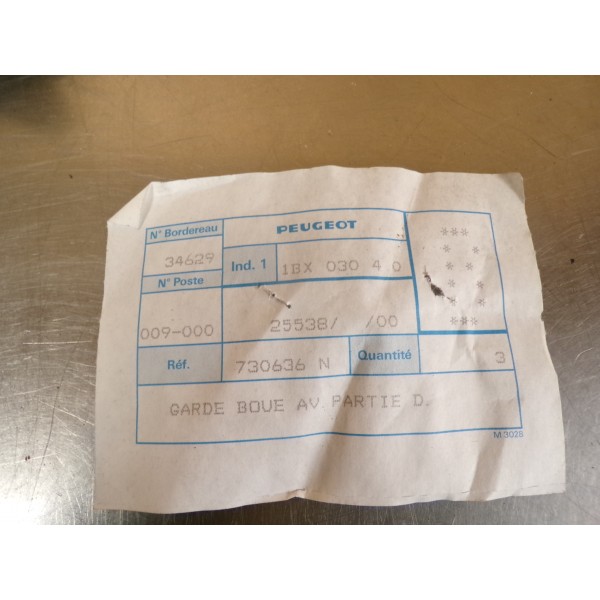 N° Bordereau
34629
N° Poste
009-000
PEUGEOT
Ind. 1
1BX 030 4 0
25538/ /00
Réf.
730636 N
Quantité
3
GARDE BOUE AV. PARTIE D.
M.3028